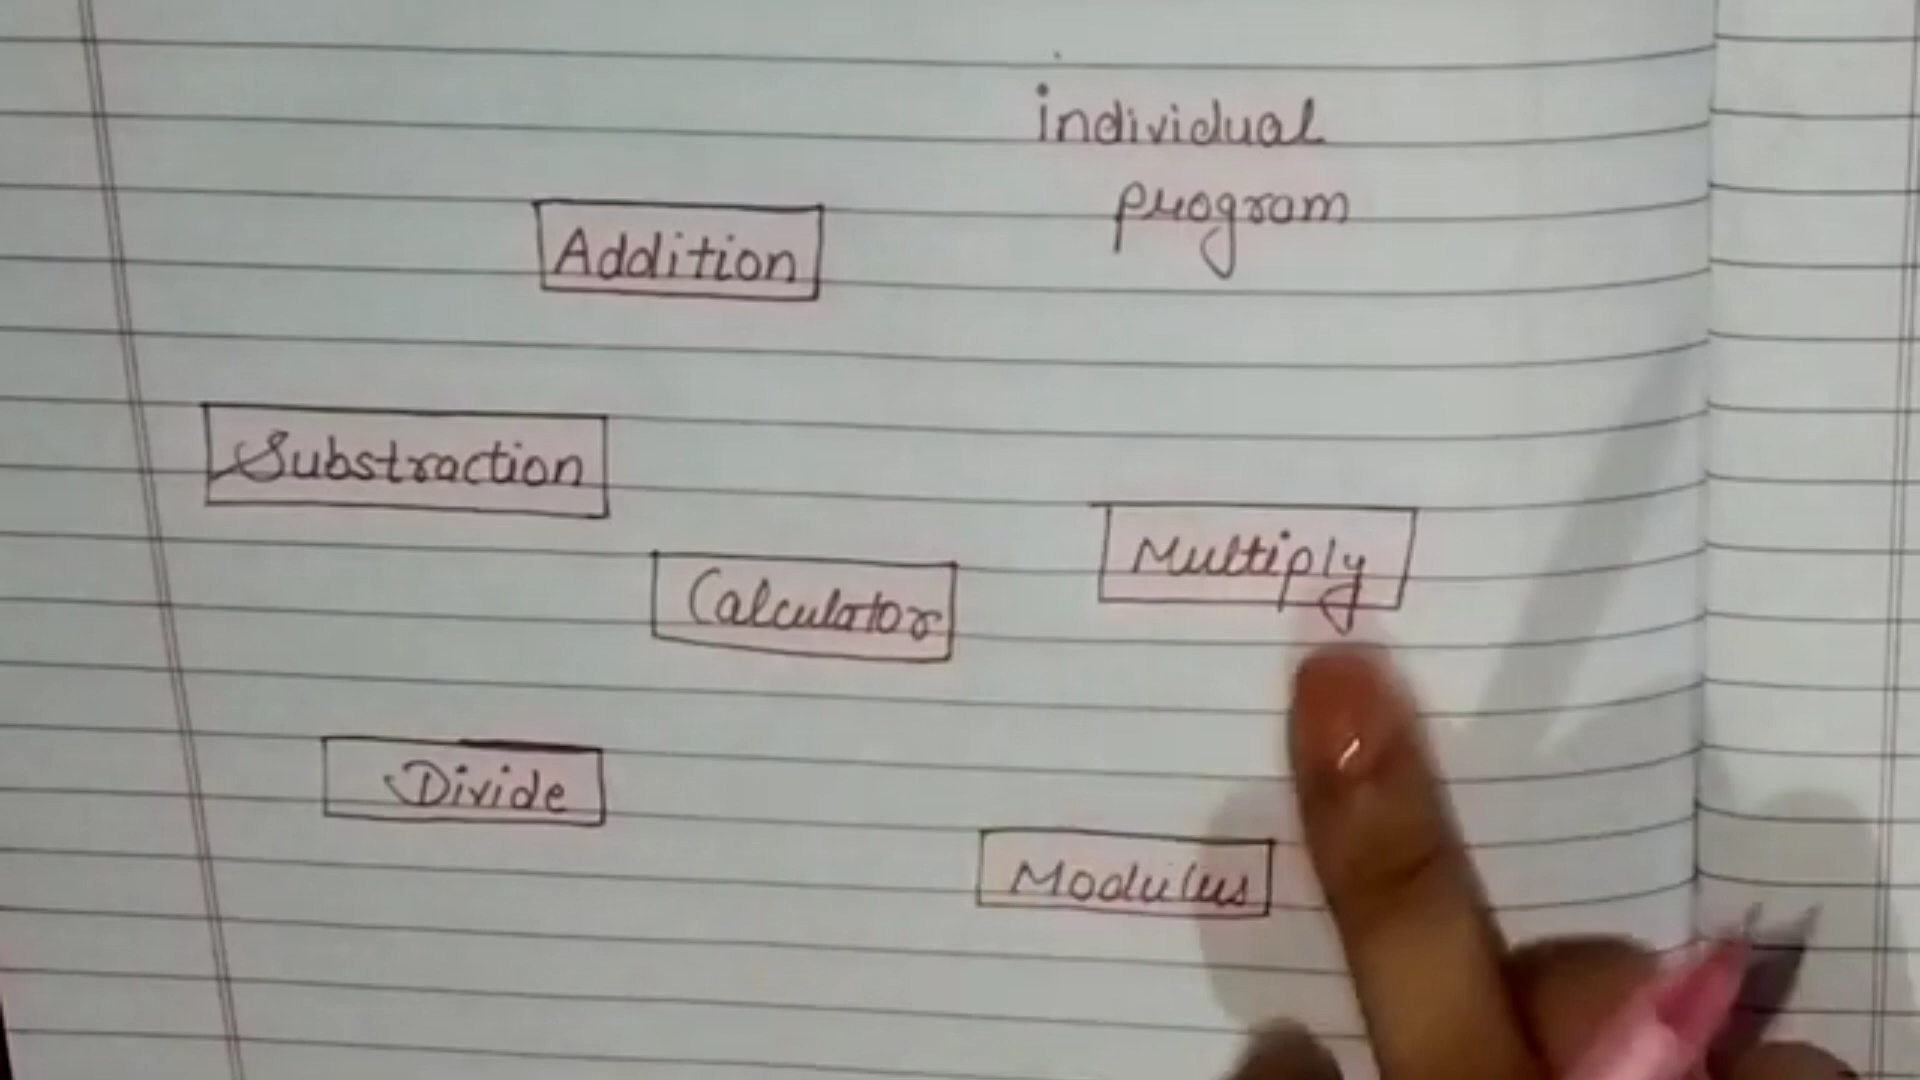 individual
program
Addition
Substraction
Multiply
Calculator
Divide
Modulus